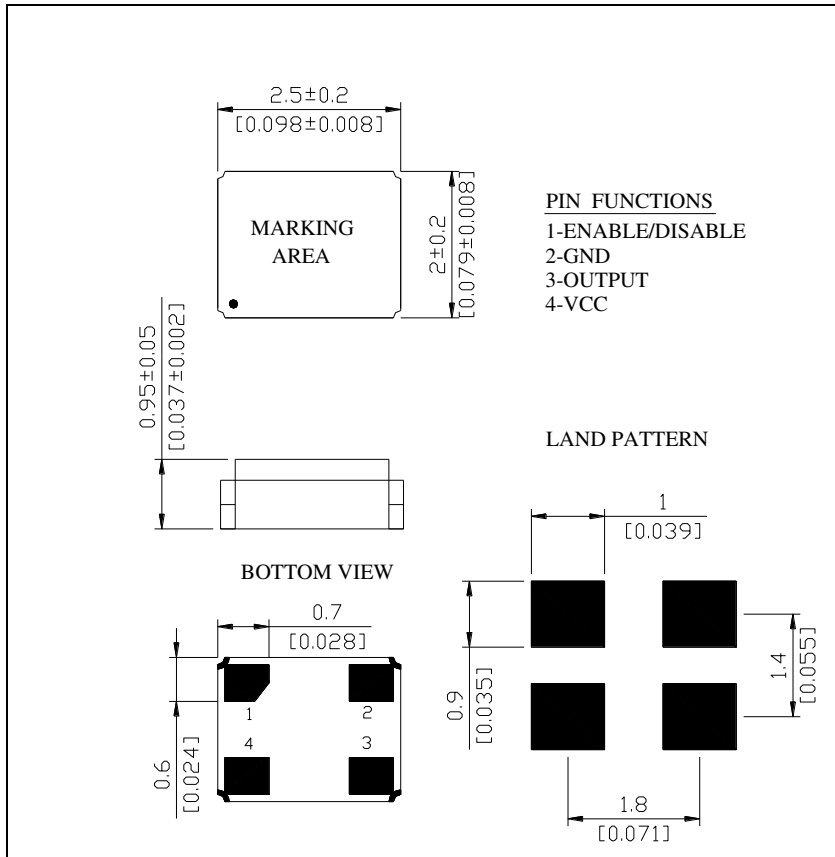 2.5±0.2
[0.098±0.008]
MARKING
AREA
2±0.2
[0.079±0.008]
PIN FUNCTIONS
1-ENABLE/DISABLE
2-GND
3-OUTPUT
4-VCC
0.95±0.05
[0.037±0.002]
LAND PATTERN
1
[0.039]
BOTTOM VIEW
0.7
[0.028]
1
2
4
3
0.6
[0.024]
0.9
[0.035]
1.4
[0.055]
1.8
[0.071]